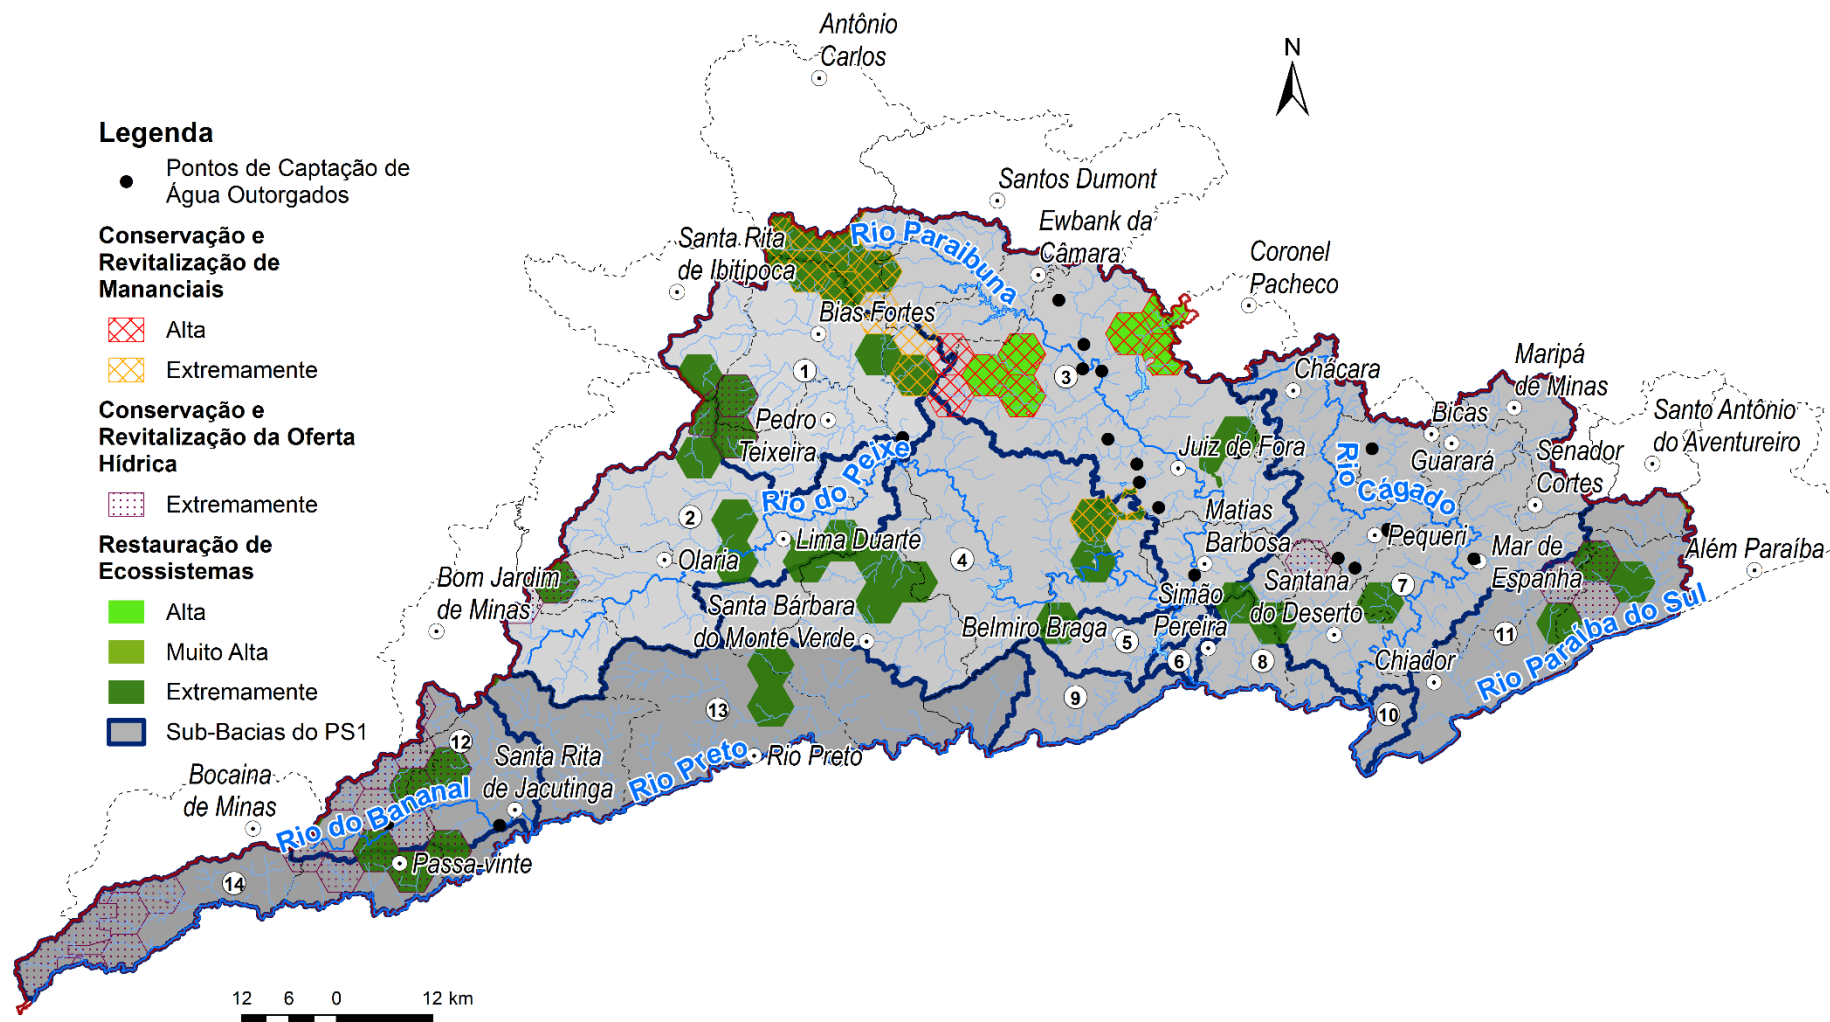 Legenda
Pontos de Captação de
Água Outorgados
Conservação e
Revitalização de
Mananciais
Alta
Extremamente
Conservação e
Revitalização da Oferta
Hídrica
Extremamente
Restauração de
Ecossistemas
Alta
Muito Alta
Extremamente
Sub-Bacias do PS1
N
Antônio
Carlos
Santos Dumont
Ewbank da
Câmara
Rio Paraibuna
Santa Rita
de Ibitipoca
Coronel
Pacheco
Bias Fortes
Chácara
Maripá
de Minas
Bicas
Guarará
Santo Antônio
do Aventureiro
Senador
Cortes
1
3
Pedro
Teixeira
Rio do Peixe
Juiz de Fora
Rio Cágado
2
Olaria
Lima Duarte
4
Matias
Barbosa
Pequeri
Mar de
Espanha
Além Paraíba
Bom Jardim
de Minas
Santa Bárbara
do Monte Verde
Belmiro Braga
5
Simão
Pereira
6
Santana
do Deserto
7
8
Chiador
11
Rio Paraíba do Sul
9
10
13
12
Rio Preto
Rio Preto
Santa Rita
de Jacutinga
Bocaina
de Minas
Rio do Bananal
Passa-vinte
14
12 6 0 12 km